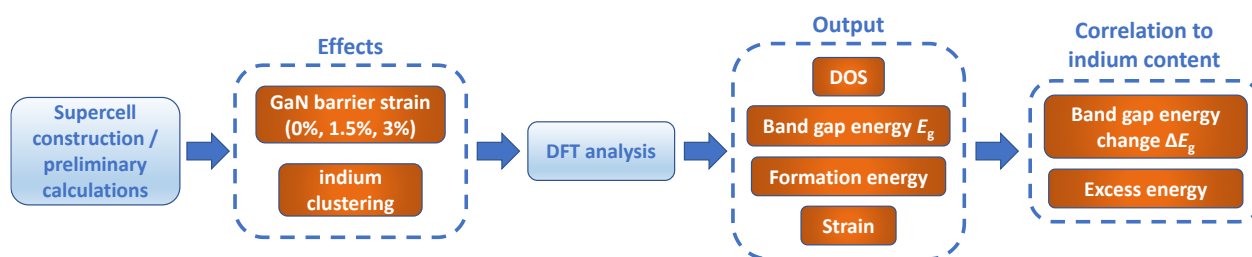 Supercell
construction /
preliminary
calculations
Effects
GaN barrier strain
(0%, 1.5%, 3%)
indium
clustering
DFT analysis
Output
DOS
Band gap energy Eg
Formation energy
Strain
Correlation to
indium content
Band gap energy
change ΔEg
Excess energy